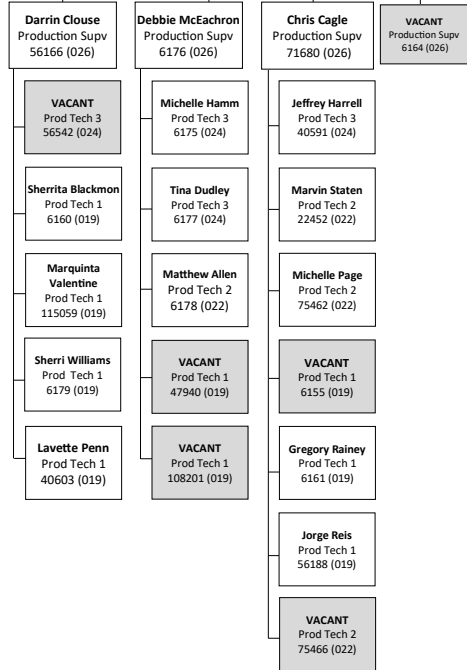 Darrin Clouse
Production Supv
56166 (026)
VACANT
Prod Tech 3
56542 (024)
Sherrita Blackmon
Prod Tech 1
6160 (019)
Marquinta
Valentine
Prod Tech 1
115059 (019)
Sherri Williams
Prod Tech 1
6179 (019)
Lavette Penn
Prod Tech 1
40603 (019)
Debbie McEachron
Production Supv
6176 (026)
Michelle Hamm
Prod Tech 3
6175 (024)
Tina Dudley
Prod Tech 3
6177 (024)
Matthew Allen
Prod Tech 2
6178 (022)
VACANT
Prod Tech 1
47940 (019)
VACANT
Prod Tech 1
108201 (019)
Chris Cagle
Production Supv
71680 (026)
Jeffrey Harrell
Prod Tech 3
40591 (024)
Marvin Staten
Prod Tech 2
22452 (022)
Michelle Page
Prod Tech 2
75462 (022)
VACANT
Prod Tech 1
6155 (019)
Gregory Rainey
Prod Tech 1
6161 (019)
Jorge Reis
Prod Tech 1
56188 (019)
VACANT
Prod Tech 2
75466 (022)
VACANT
Production Supv
6164 (026)